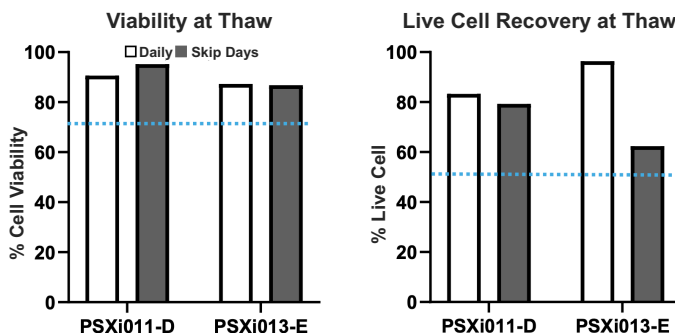 Viability at Thaw
Daily Skip Days
% Cell Viability
100
80
60
40
20
0
PSXi011-D PSXi013-E
Live Cell Recovery at Thaw
% Live Cell
100
80
60
40
20
0
PSXi011-D PSXi013-E